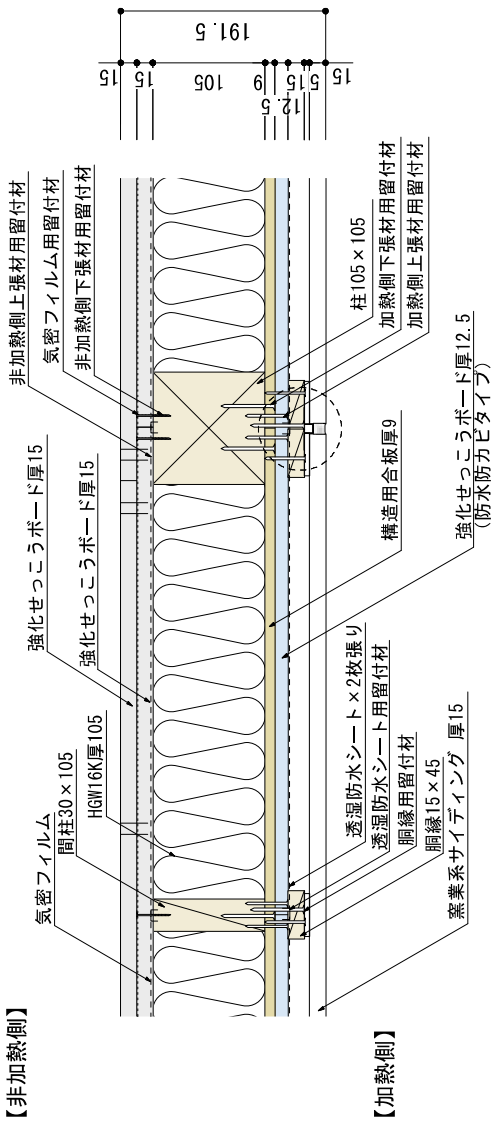 191.5
15
15
105
9
12.5
15
5
15
非加熱側上張材用留付材
気密フィルム用留付材
非加熱側下張材用留付材
柱105×105
加熱側下張材用留付材
加熱側上張材用留付材
強化せっこうボード厚15
強化せっこうボード厚15
構造用合板厚9
強化せっこうボード厚12.5
(防水防カビタイプ)
気密フィルム
間柱30×105
HGW16K厚105
透湿防水シート×2枚張り
透湿防水シート用留付材
胴縁用留付材
胴縁15×45
窯業系サイディング 厚15
【非加熱側】
【加熱側】